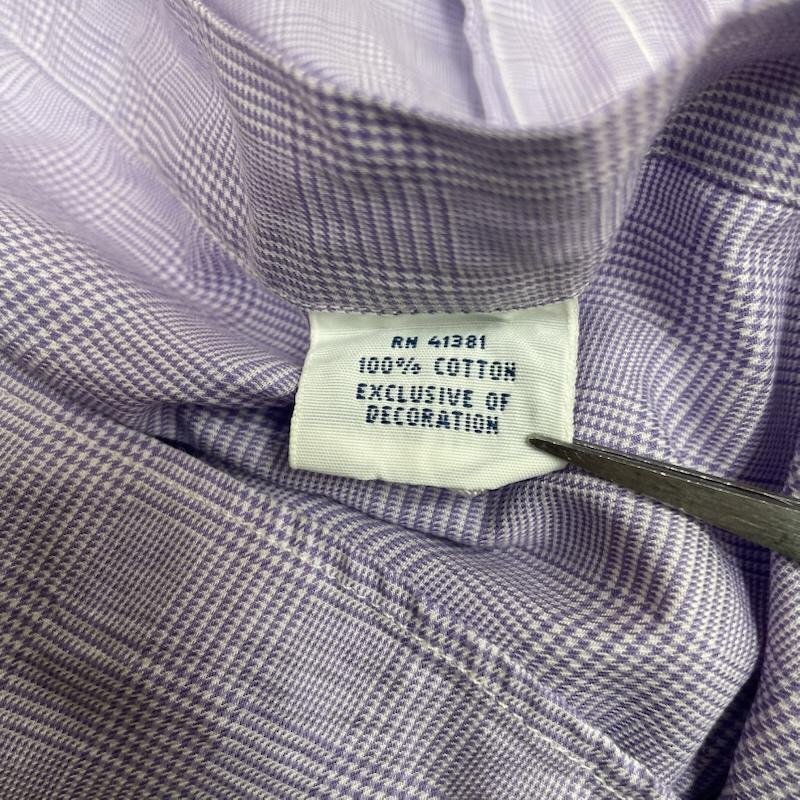 RN 41381
100% COTTON
EXCLUSIVE OF
DECORATION